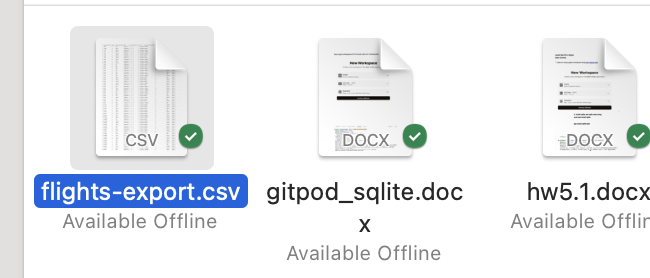 New Workspace
New Workspace
CSV
DOCX
DOCX
flights-export.csv
gitpod_sqlite.doc
x
hw5.1.docx
Available Offline
Available Offline
Available Offlin